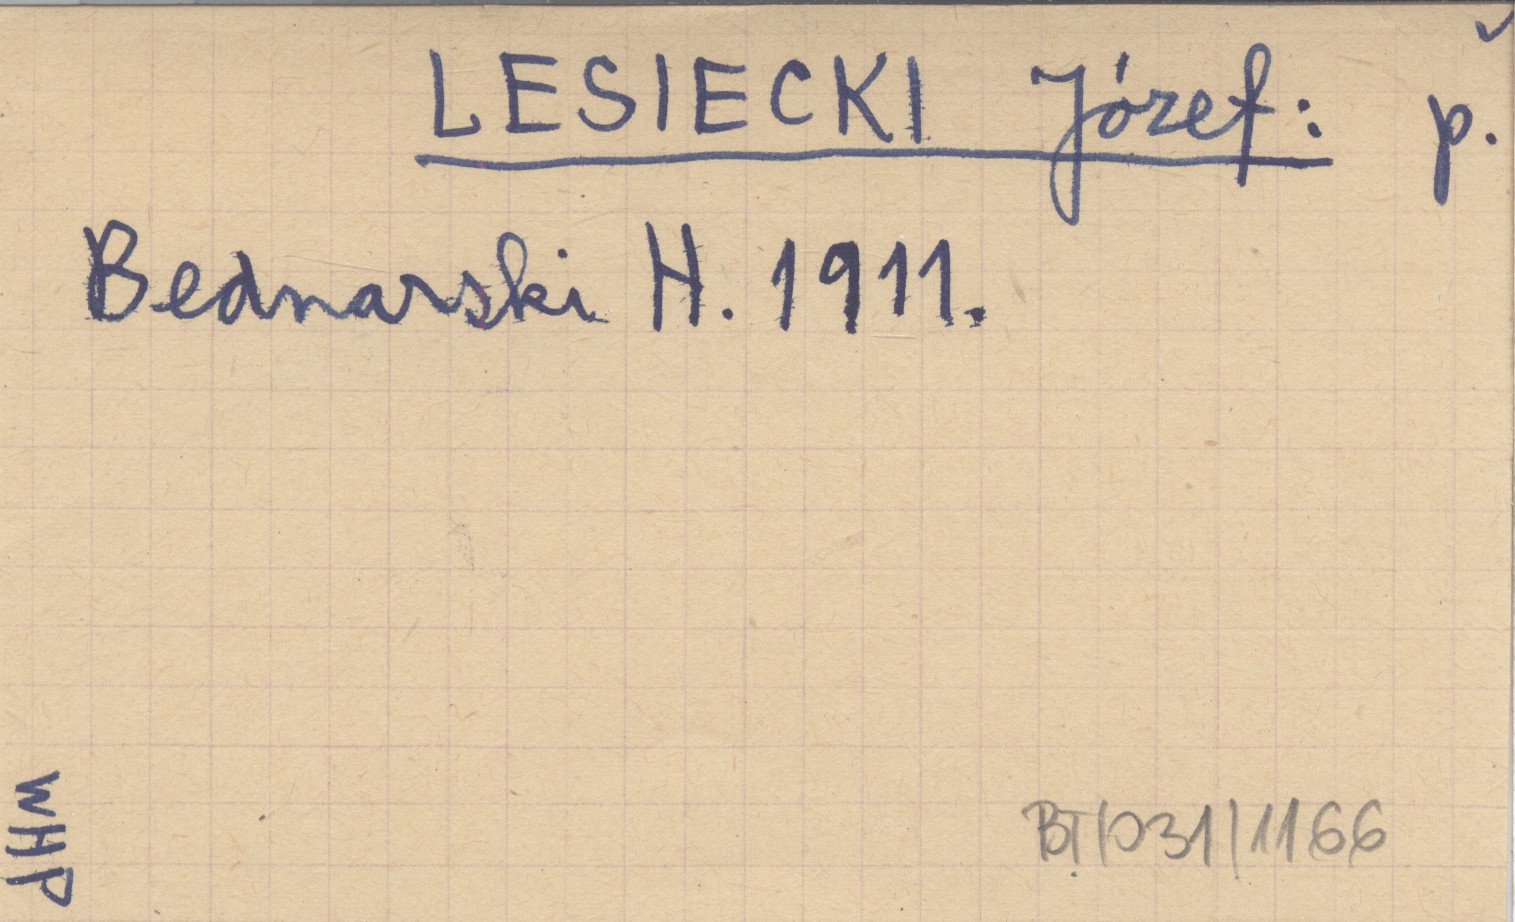 LESIECKI Józef: p.
Bednarski H. 1911.
WHP
BT/031/1166